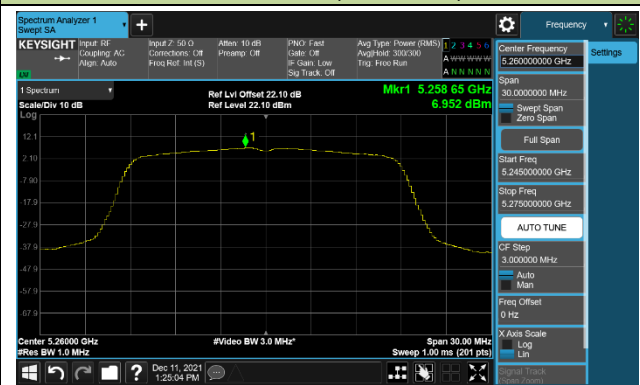 Spectrum Analyzer 1
Swept SA
+
Frequency
KEYSIGHT
Input: RF
Coupling: AC
Align: Auto
Input Z: 50 Ω
Corrections: Off
Freq Ref: Int (S)
Atten: 10 dB
Preamp: Off
PNO: Fast
Gate: Off
IF Gain: Low
Sig Track: Off
Avg Type: Power (RMS)
Avg|Hold: 300/300
Trig: Free Run
1 2 3 4 5 6
A W W W W W
A N N N N N
LXI
1 Spectrum
Scale/Div 10 dB
Log
Ref Lvl Offset 22.10 dB
Ref Level 22.10 dBm
Mkr1 5.258 65 GHz
6.952 dBm
1
12.1
2.10
-7.90
-17.9
-27.9
-37.9
-47.9
-57.9
-67.9
Center 5.26000 GHz
#Res BW 1.0 MHz
#Video BW 3.0 MHz*
Span 30.00 MHz
Sweep 1.00 ms (201 pts)
Center Frequency
5.260000000 GHz
Settings
Span
30.0000000 MHz
Swept Span
Zero Span
Full Span
Start Freq
5.245000000 GHz
Stop Freq
5.275000000 GHz
AUTO TUNE
CF Step
3.000000 MHz
Auto
Man
Freq Offset
0 Hz
X Axis Scale
Log
Lin
Signal Track
(Span Zoom)
?
Dec 11, 2021
1:25:04 PM